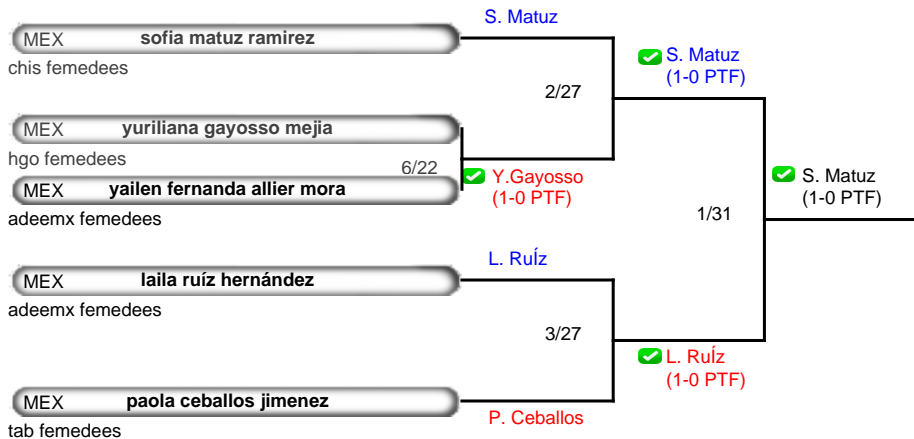 S. Matuz
MEX sofia matuz ramirez
chis femedees
S. Matuz
(1-0 PTF)
2/27
MEX yuriliana gayosso mejia
hgo femedees
6/22
Y.Gayosso
(1-0 PTF)
MEX yailen fernanda allier mora
adeemx femedees
S. Matuz
(1-0 PTF)
1/31
L. RuÍz
MEX laila ruíz hernández
adeemx femedees
3/27
L. RuÍz
(1-0 PTF)
MEX paola ceballos jimenez
tab femedees
P. Ceballos